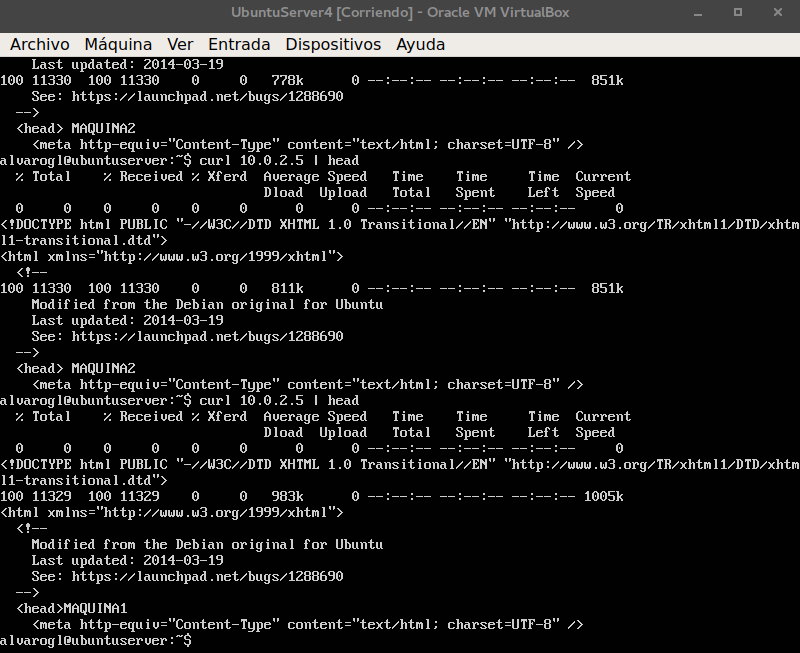 UbuntuServer4 [Corriendo] - Oracle VM VirtualBox
Archivo Máquina Ver Entrada Dispositivos Ayuda
    Last updated: 2014-03-19
100 11330  100 11330    0     0   778k      0 --:--:-- --:--:-- --:--:--  851k
    See: https://launchpad.net/bugs/1288690
  -->
  <head> MAQUINA2
    <meta http-equiv="Content-Type" content="text/html; charset=UTF-8" />
alvarogl@ubuntuserver:~$ curl 10.0.2.5 | head
  % Total    % Received % Xferd  Average Speed   Time    Time     Time  Current
                                 Dload  Upload   Total   Spent    Left  Speed
  0     0    0     0    0     0      0      0 --:--:-- --:--:-- --:--:--     0
<!DOCTYPE html PUBLIC "-//W3C//DTD XHTML 1.0 Transitional//EN" "http://www.w3.org/TR/xhtml1/DTD/xhtm
l1-transitional.dtd">
<html xmlns="http://www.w3.org/1999/xhtml">
  <!--
100 11330  100 11330    0     0   811k      0 --:--:-- --:--:-- --:--:--  851k
    Modified from the Debian original for Ubuntu
    Last updated: 2014-03-19
    See: https://launchpad.net/bugs/1288690
  -->
  <head> MAQUINA2
    <meta http-equiv="Content-Type" content="text/html; charset=UTF-8" />
alvarogl@ubuntuserver:~$ curl 10.0.2.5 | head
  % Total    % Received % Xferd  Average Speed   Time    Time     Time  Current
                                 Dload  Upload   Total   Spent    Left  Speed
  0     0    0     0    0     0      0      0 --:--:-- --:--:-- --:--:--     0
<!DOCTYPE html PUBLIC "-//W3C//DTD XHTML 1.0 Transitional//EN" "http://www.w3.org/TR/xhtml1/DTD/xhtm
l1-transitional.dtd">
100 11329  100 11329    0     0   983k      0 --:--:-- --:--:-- --:--:-- 1005k
<html xmlns="http://www.w3.org/1999/xhtml">
  <!--
    Modified from the Debian original for Ubuntu
    Last updated: 2014-03-19
    See: https://launchpad.net/bugs/1288690
  -->
  <head>MAQUINA1
    <meta http-equiv="Content-Type" content="text/html; charset=UTF-8" />
alvarogl@ubuntuserver:~$